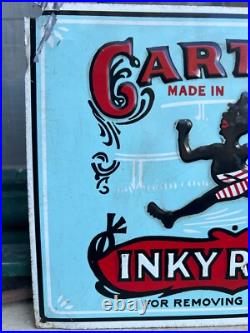 CART
MADE IN
INKY R
FOR REMOVING